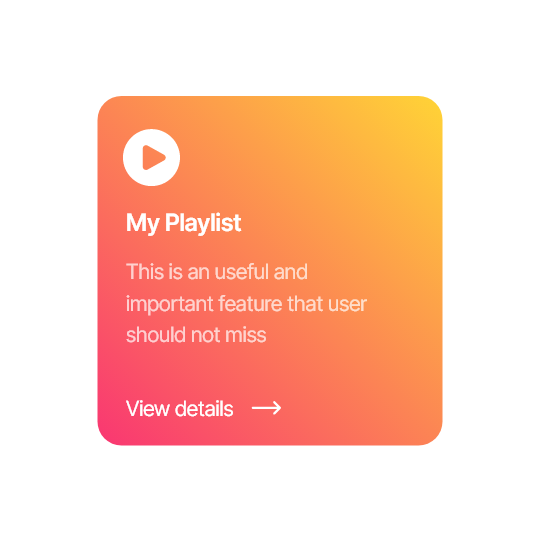 My Playlist
This is an useful and
important feature that user
should not miss
View details